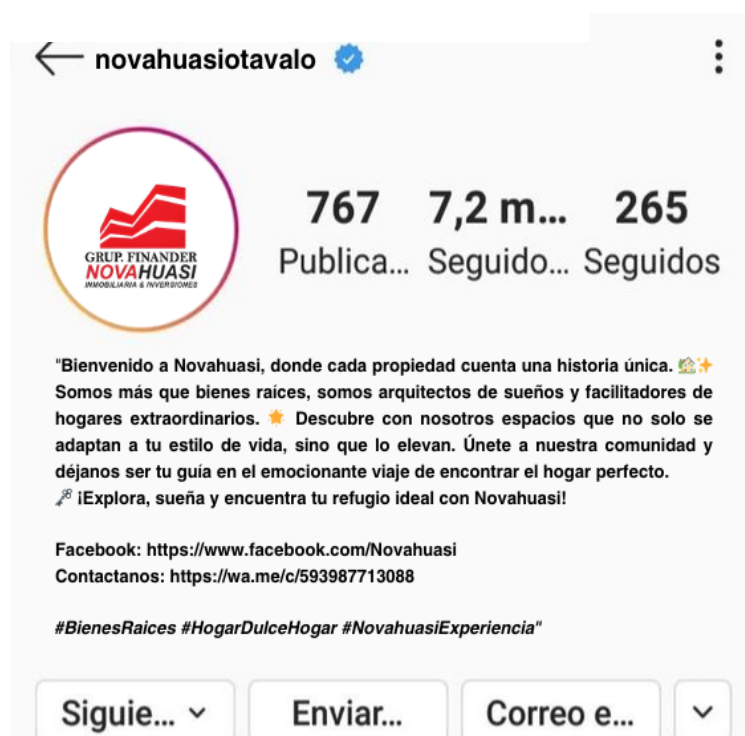 novahuasiotavalo
767 7,2 m... 265
Publica... Seguido... Seguidos
GRUP. FINANDER
NOVAHUASI
INMOBILIARIA & INVERSIONES
"Bienvenido a Novahuasi, donde cada propiedad cuenta una historia única. 🏡✨
Somos más que bienes raíces, somos arquitectos de sueños y facilitadores de
hogares extraordinarios. 🌟 Descubre con nosotros espacios que no solo se
adaptan a tu estilo de vida, sino que lo elevan. Únete a nuestra comunidad y
déjanos ser tu guía en el emocionante viaje de encontrar el hogar perfecto.
🗝️ ¡Explora, sueña y encuentra tu refugio ideal con Novahuasi!
Facebook: https://www.facebook.com/Novahuasi
Contactanos: https://wa.me/c/593987713088
#BienesRaices #HogarDulceHogar #NovahuasiExperiencia"
Siguie... Enviar... Correo e...